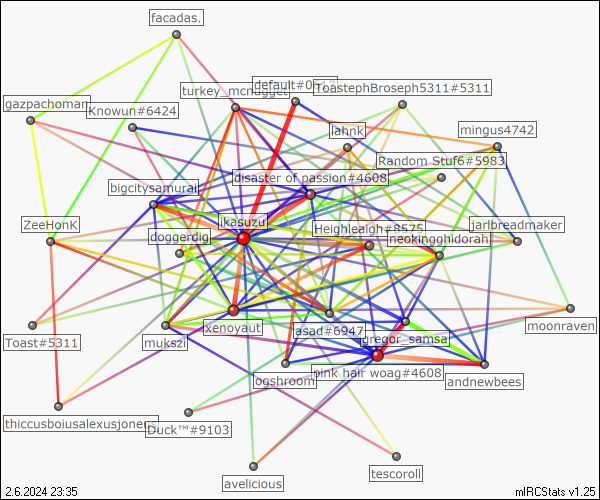 facadas.
default#0
turkey_mcnugget
ToastephBroseph5311#5311
gazpachoman
Knowun#6424
lahnk
mingus4742
Random Stuf6#5983
disaster of passion#4608
bigcitysamurai
ikasuzu
ZeeHonK
Heighleaigh#8575
jarlbreadmaker
doggerdig
neokingghidorah
moonraven
xenoyaut
asad#6947
gregor_samsa
Toast#5311
mukszi
pink hair woag#4608
ogshroom
andnewbees
thiccusboiusalexusjones
Duck™#9103
tescoroll
avelicious
2.6.2024 23:35
mIRCStats v1.25